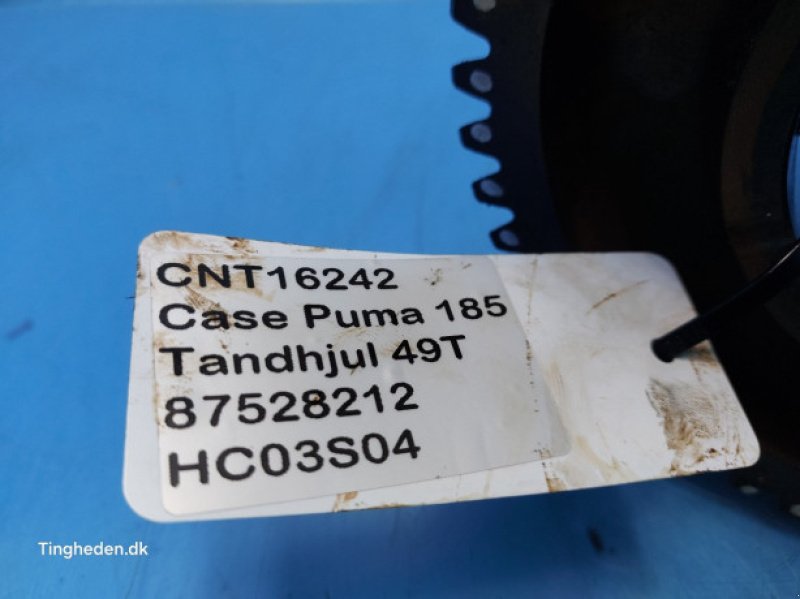 CNT16242
Case Puma 185
Tandhjul 49T
87528212
HC03S04
Tingheden.dk